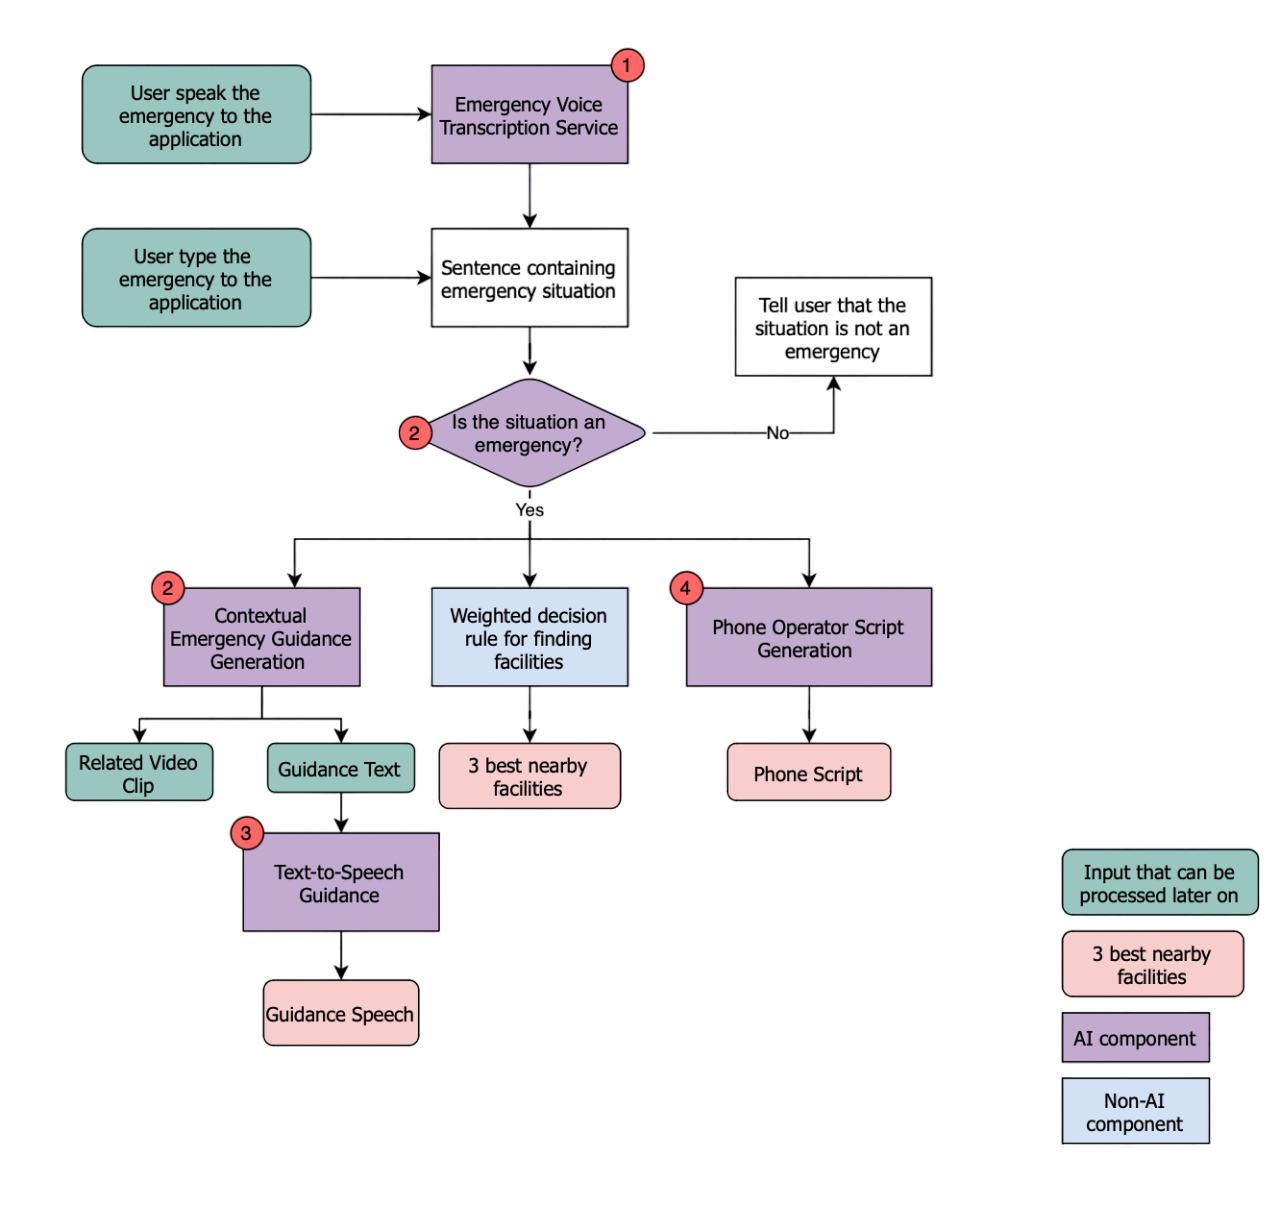 1
User speak the
emergency to the
application
Emergency Voice
Transcription Service
User type the
emergency to the
application
Sentence containing
emergency situation
Tell user that the
situation is not an
emergency
2
Is the situation an
emergency?
No
Yes
2
Contextual
Emergency Guidance
Generation
Weighted decision
rule for finding
facilities
4
Phone Operator Script
Generation
Related Video
Clip
Guidance Text
3 best nearby
facilities
Phone Script
3
Text-to-Speech
Guidance
Guidance Speech
Input that can be
processed later on
3 best nearby
facilities
AI component
Non-AI
component